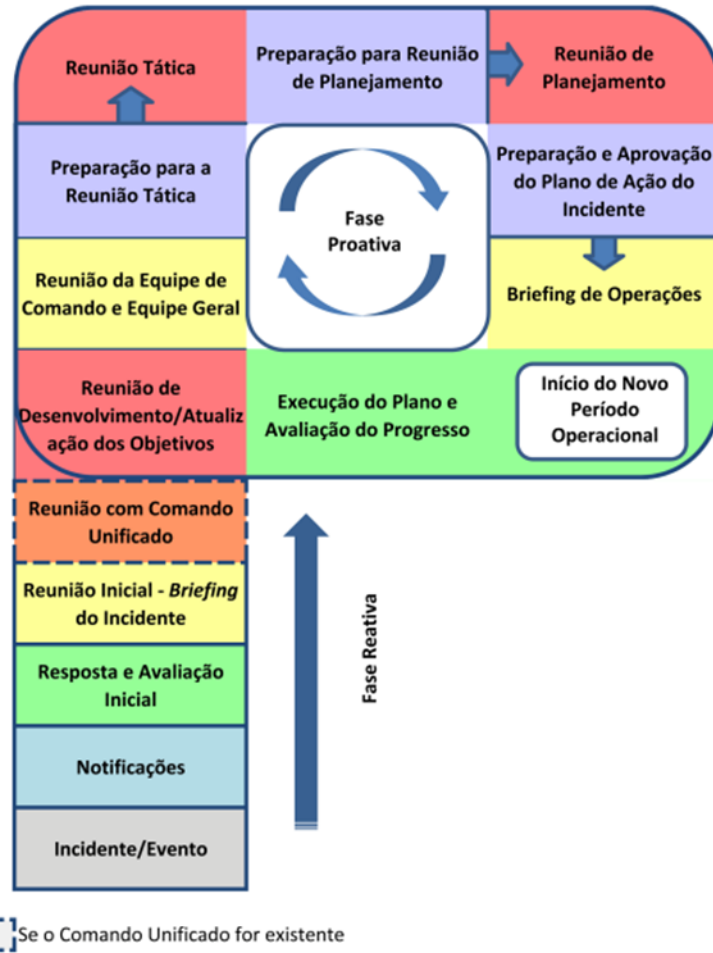 Reunião Tática
Preparação para Reunião
de Planejamento
Reunião de
Planejamento
Preparação para a
Reunião Tática
Fase
Proativa
Preparação e Aprovação
do Plano de Ação do
Incidente
Reunião da Equipe de
Comando e Equipe Geral
Briefing de Operações
Reunião de
Desenvolvimento/Atualiz
ação dos Objetivos
Execução do Plano e
Avaliação do Progresso
Início do Novo
Período
Operacional
Reunião com Comando
Unificado
Reunião Inicial - Briefing
do Incidente
Resposta e Avaliação
Inicial
Fase Reativa
Notificações
Incidente/Evento
Se o Comando Unificado for existente